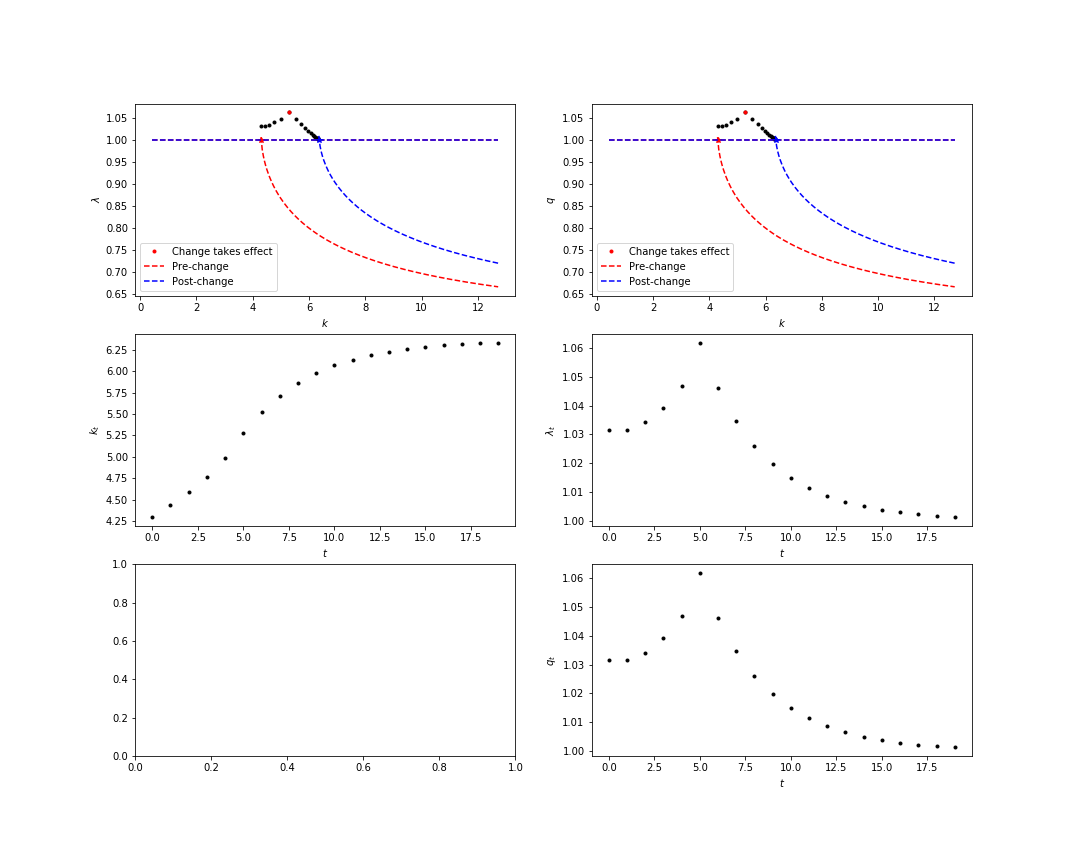 1.05
1.00
0.95
0.90
0.85
0.80
0.75
0.70
0.65
λ
Change takes effect
Pre-change
Post-change
0 2 4 6 8 10 12
k
1.05
1.00
0.95
0.90
0.85
0.80
0.75
0.70
0.65
q
Change takes effect
Pre-change
Post-change
0 2 4 6 8 10 12
k
6.25
6.00
5.75
5.50
5.25
5.00
4.75
4.50
4.25
kₜ
0.0 2.5 5.0 7.5 10.0 12.5 15.0 17.5
t
1.06
1.05
1.04
1.03
1.02
1.01
1.00
λₜ
0.0 2.5 5.0 7.5 10.0 12.5 15.0 17.5
t
1.0
0.8
0.6
0.4
0.2
0.0
0.0 0.2 0.4 0.6 0.8 1.0
1.06
1.05
1.04
1.03
1.02
1.01
1.00
qₜ
0.0 2.5 5.0 7.5 10.0 12.5 15.0 17.5
t